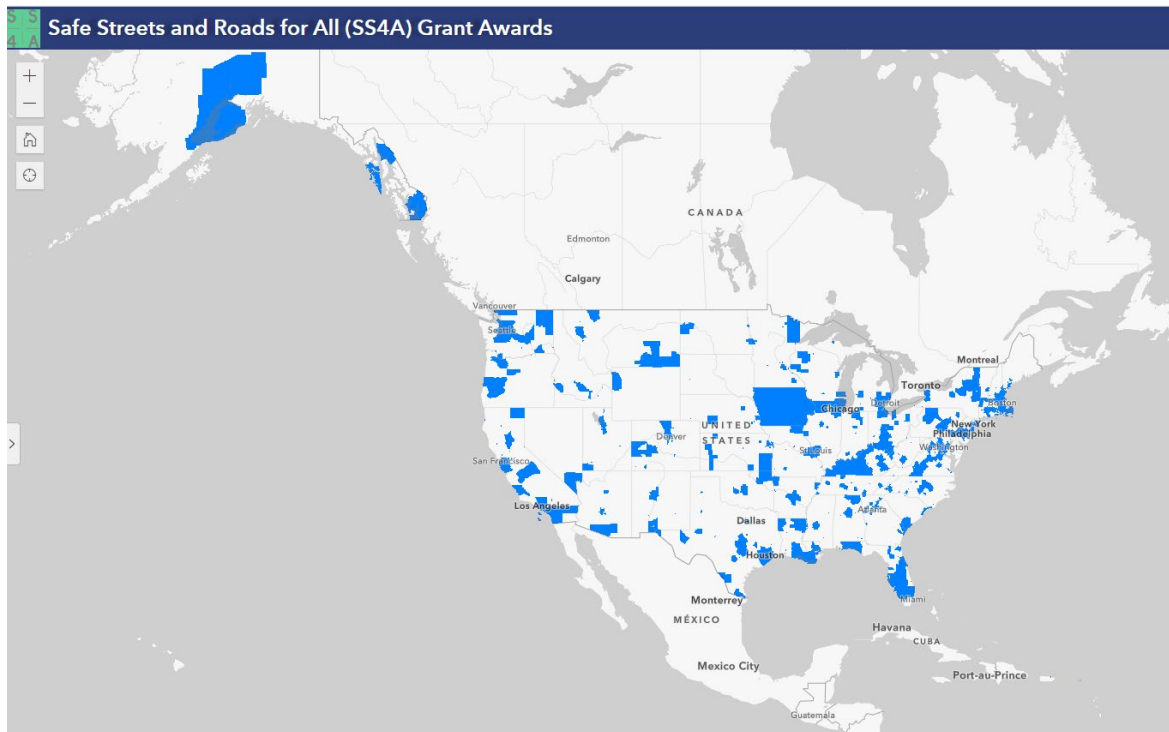 S S
4 A
Safe Streets and Roads for All (SS4A) Grant Awards
CANADA
Edmonton
Calgary
Vancouver
Seattle
Montreal
Toronto
Boston
Detroit
Chicago
New York
Philadelphia
UNITED
STATES
Denver
Washington
St Louis
San Francisco
Los Angeles
Atlanta
Dallas
Houston
Miami
Monterrey
MÉXICO
Havana
CUBA
Mexico City
Port-au-Prince
Guatemala